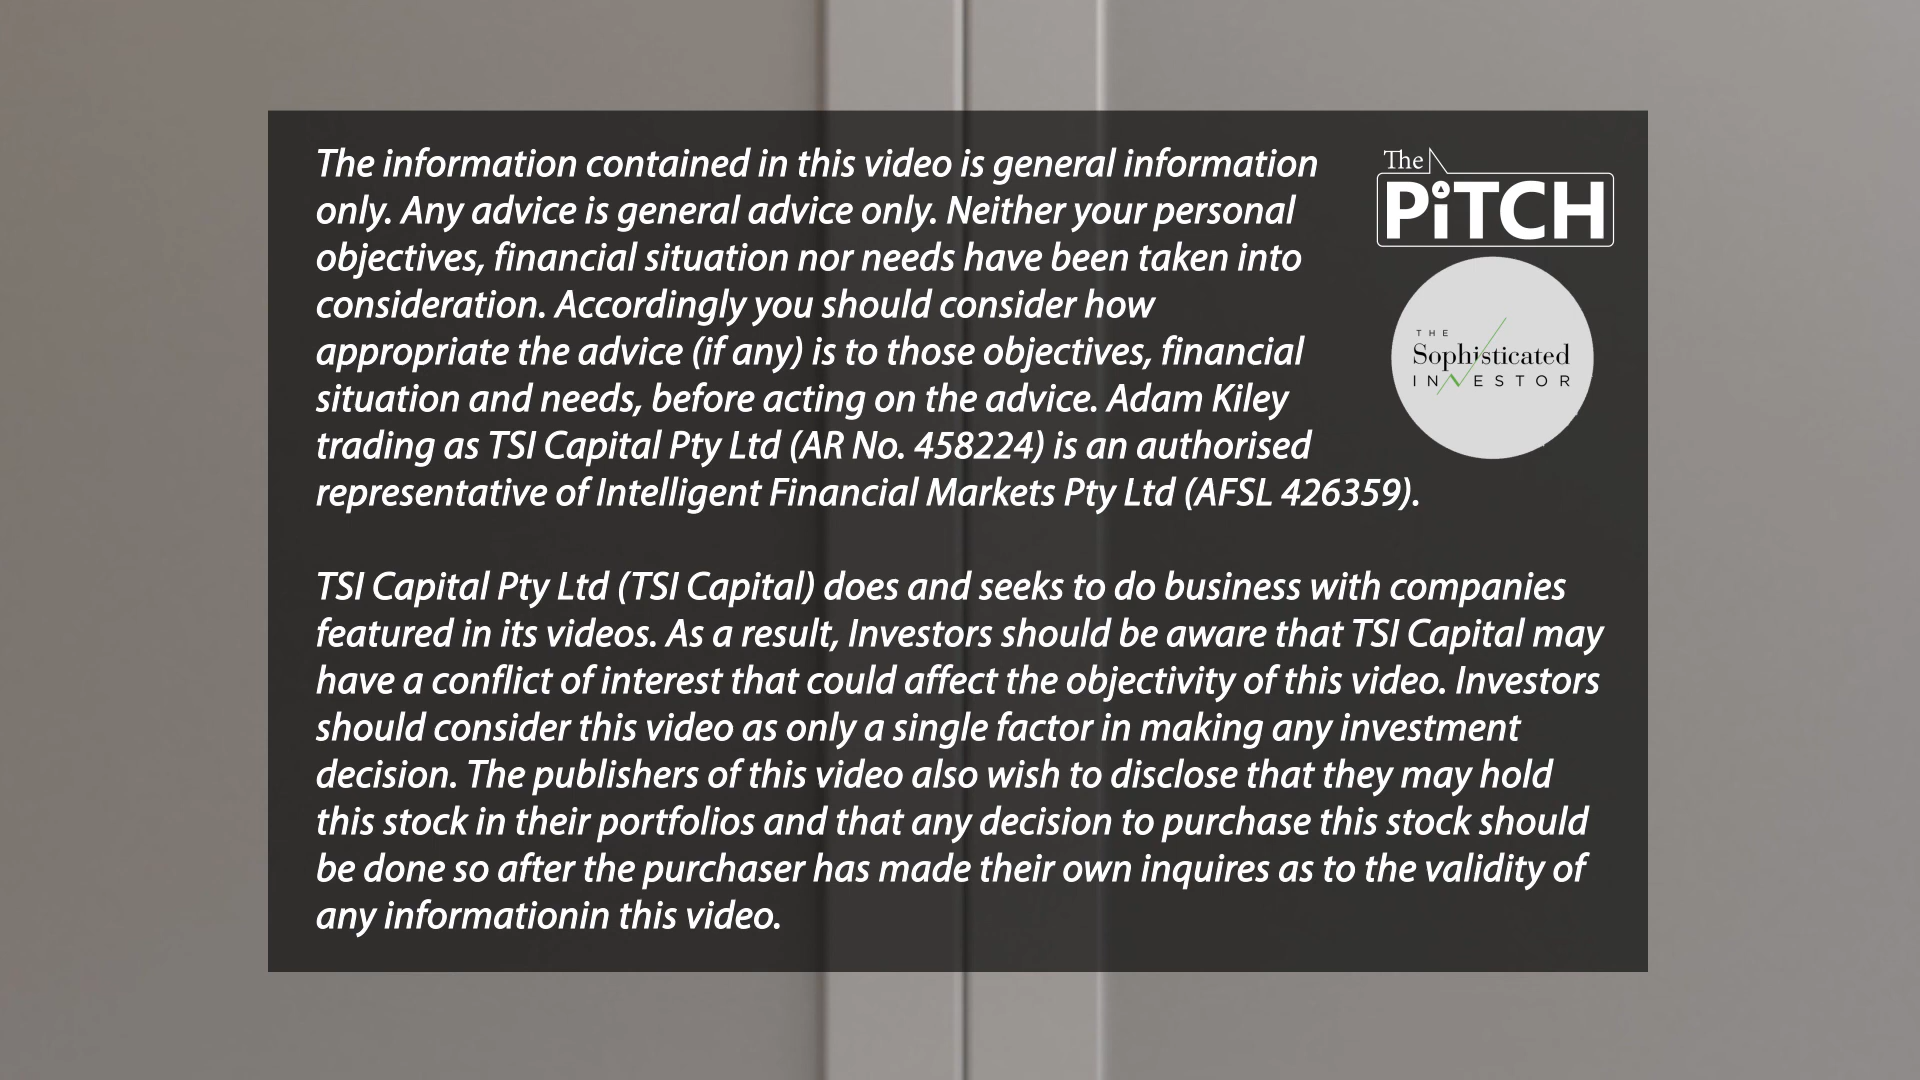 The information contained in this video is general information
only. Any advice is general advice only. Neither your personal
objectives, financial situation nor needs have been taken into
consideration. Accordingly you should consider how
appropriate the advice (if any) is to those objectives, financial
situation and needs, before acting on the advice. Adam Kiley
trading as TSI Capital Pty Ltd (AR No. 458224) is an authorised
representative of Intelligent Financial Markets Pty Ltd (AFSL 426359).
The
PiTCH
THE
Sophisticated
INVESTOR
TSI Capital Pty Ltd (TSI Capital) does and seeks to do business with companies
featured in its videos. As a result, Investors should be aware that TSI Capital may
have a conflict of interest that could affect the objectivity of this video. Investors
should consider this video as only a single factor in making any investment
decision. The publishers of this video also wish to disclose that they may hold
this stock in their portfolios and that any decision to purchase this stock should
be done so after the purchaser has made their own inquires as to the validity of
any informationin this video.